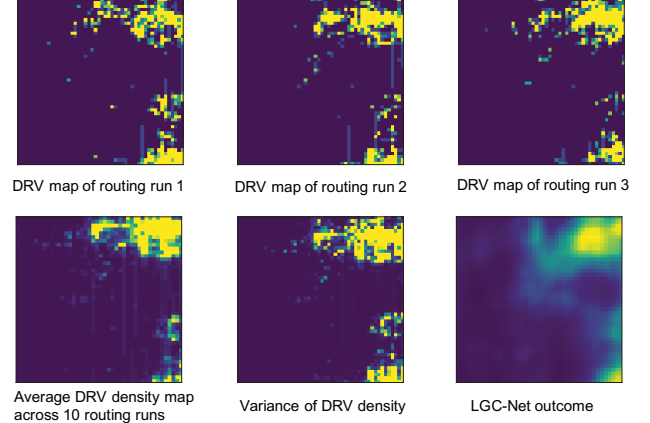 DRV map of routing run 1
DRV map of routing run 2
DRV map of routing run 3
Average DRV density map
across 10 routing runs
Variance of DRV density
LGC-Net outcome